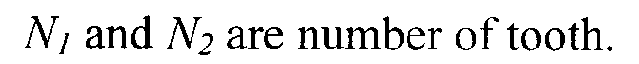 N₁ and N₂ are number of tooth.